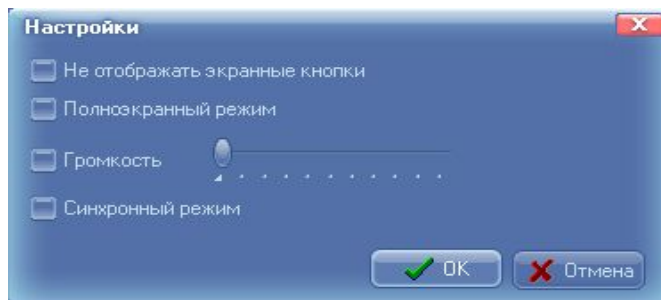 Настройки
Не отображать экранные кнопки
Полноэкранный режим
Громкость
Синхронный режим
OK
Отмена